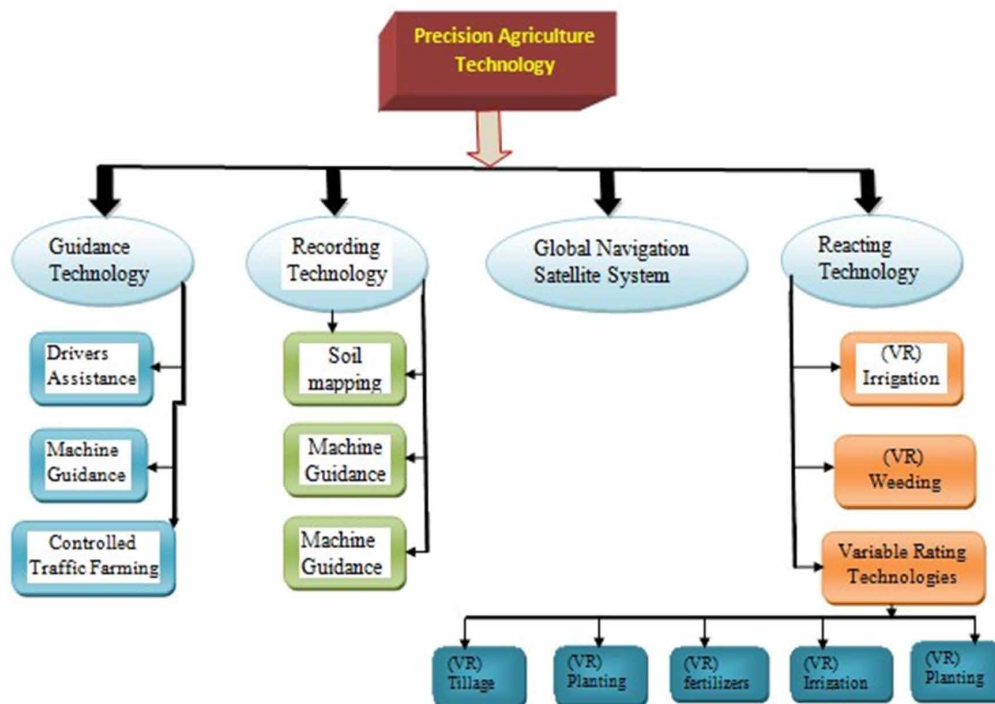 Precision Agriculture
Technology
Guidance
Technology
Recording
Technology
Global Navigation
Satellite System
Reacting
Technology
Drivers
Assistance
Machine
Guidance
Controlled
Traffic Farming
Soil
mapping
Machine
Guidance
Machine
Guidance
(VR)
Irrigation
(VR)
Weeding
Variable Rating
Technologies
(VR)
Tillage
(VR)
Planting
(VR)
fertilizers
(VR)
Irrigation
(VR)
Planting